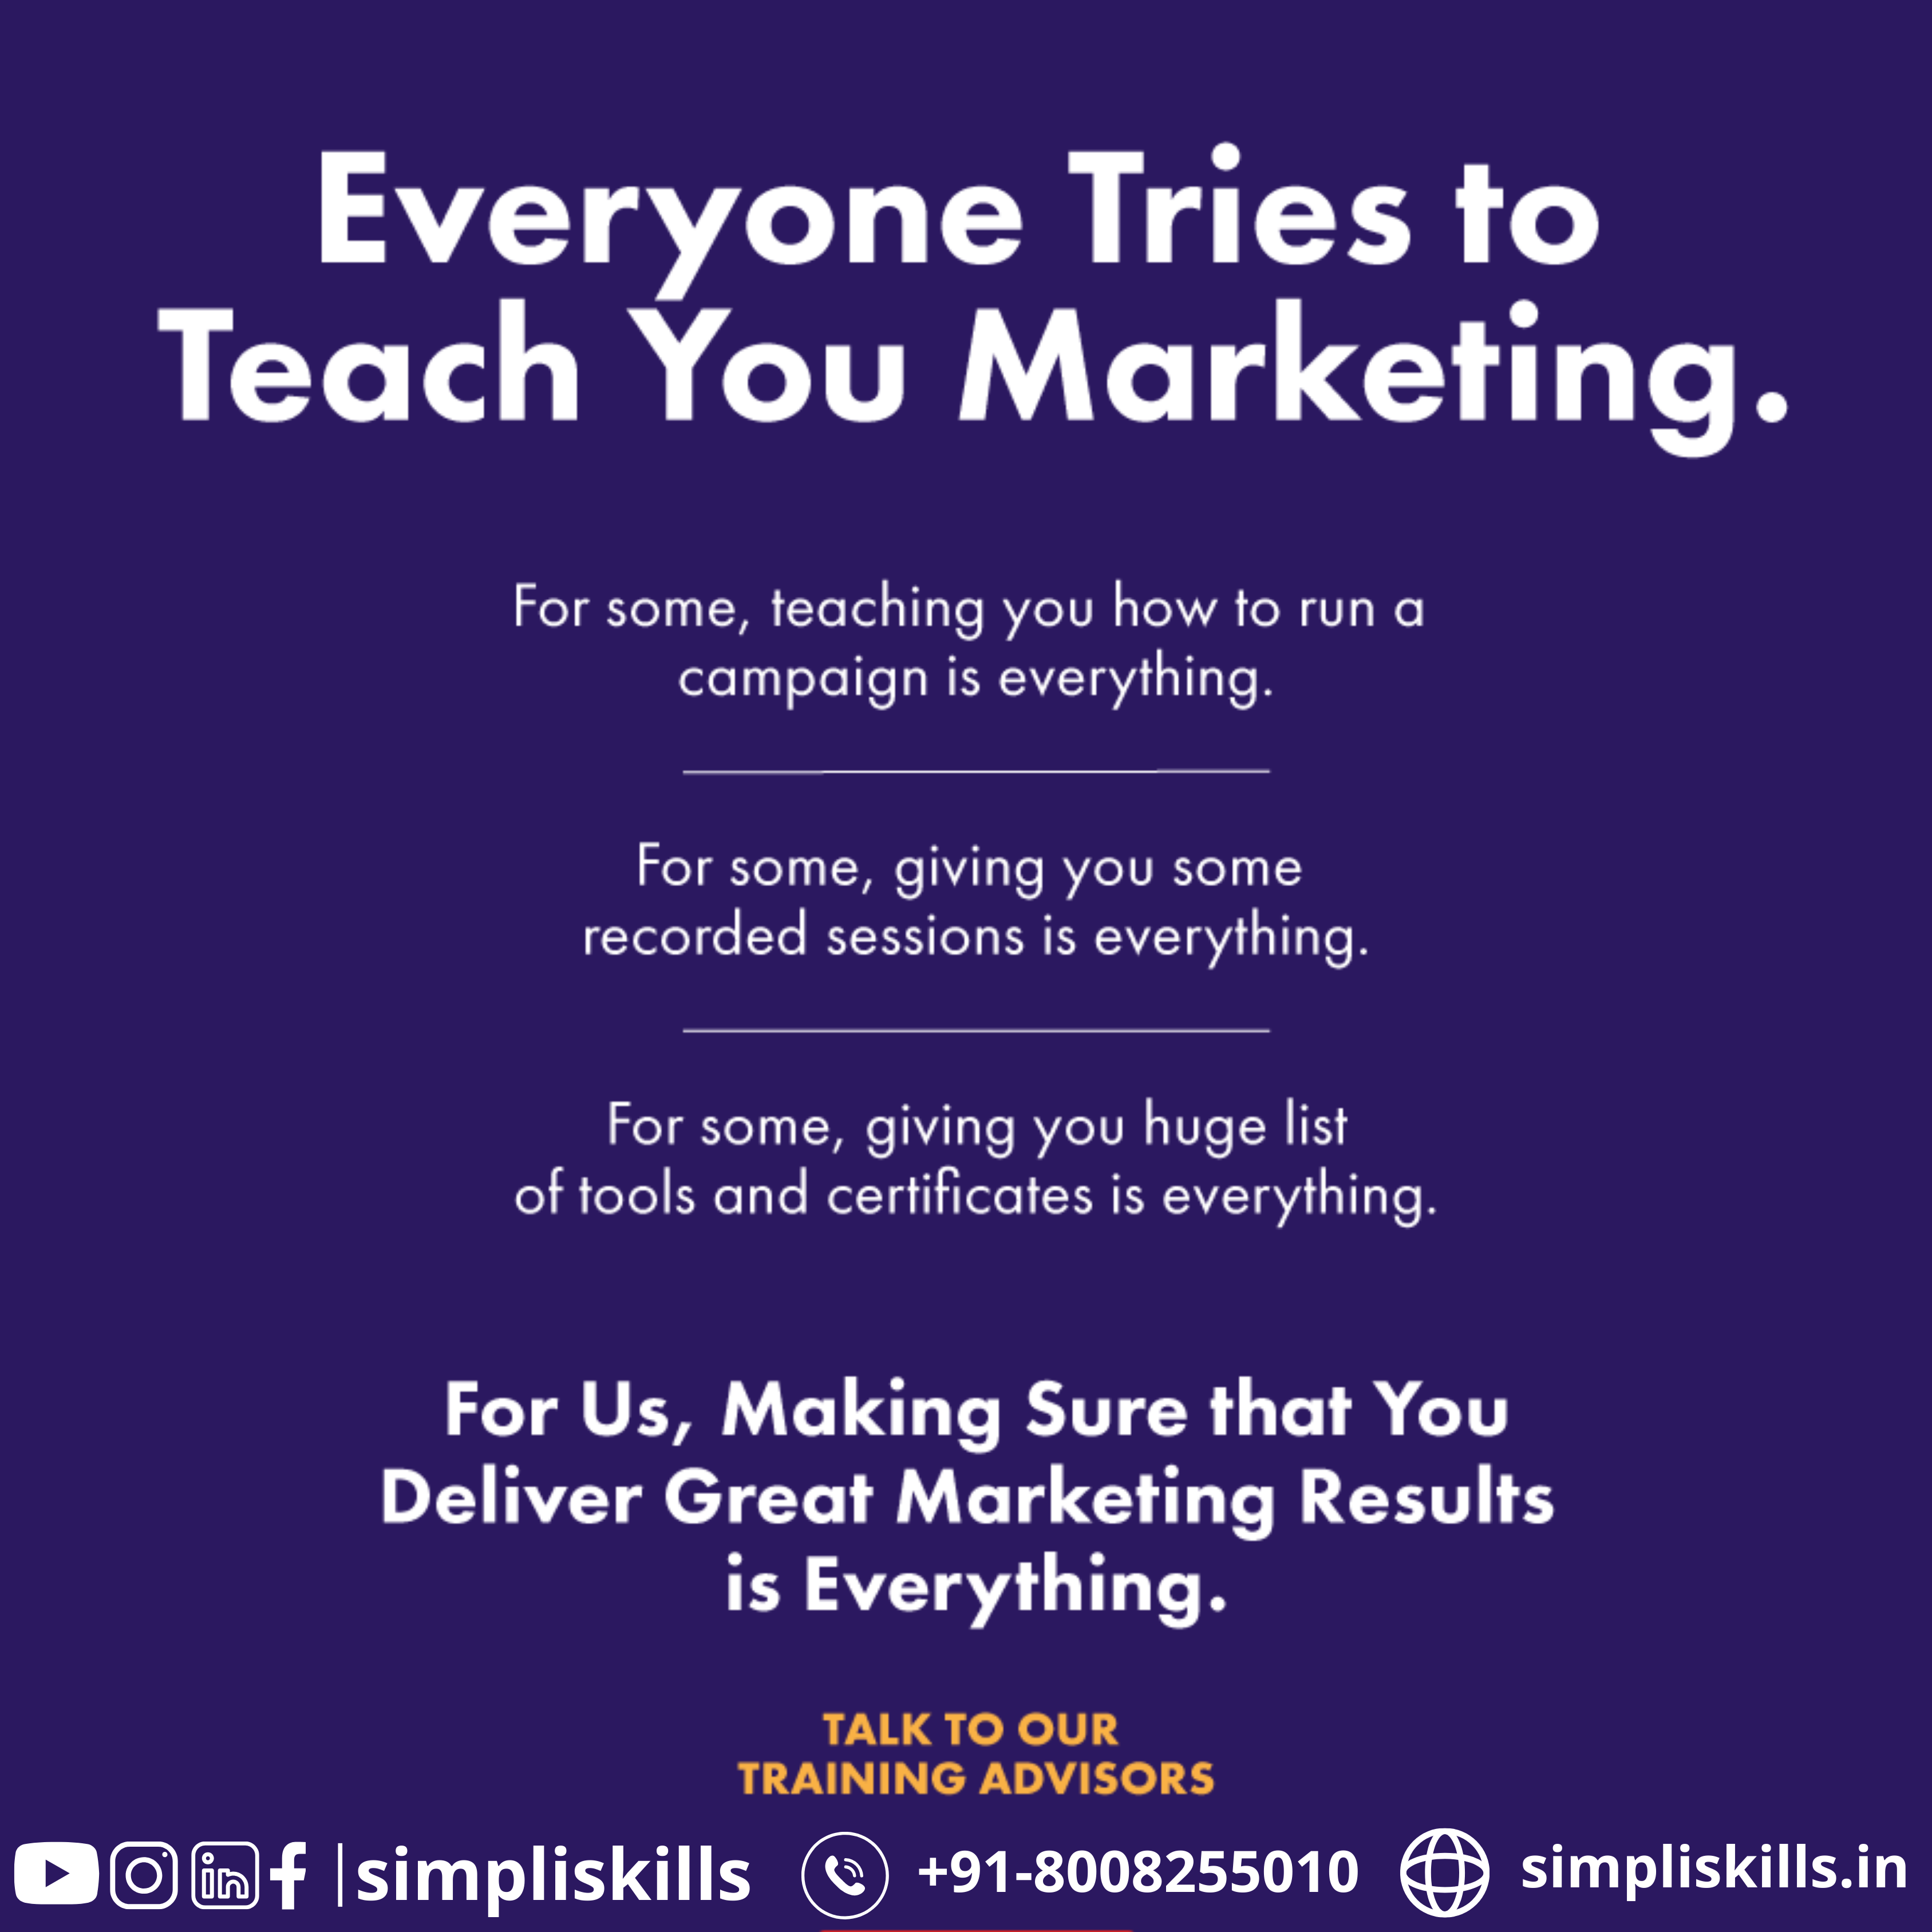 Everyone Tries to
Teach You Marketing.
For some, teaching you how to run a
campaign is everything.
For some, giving you some
recorded sessions is everything.
For some, giving you huge list
of tools and certificates is everything.
For Us, Making Sure that You
Deliver Great Marketing Results
is Everything.
TALK TO OUR
TRAINING ADVISORS
in f |simpliskills +91-8008255010 simpliskills.in